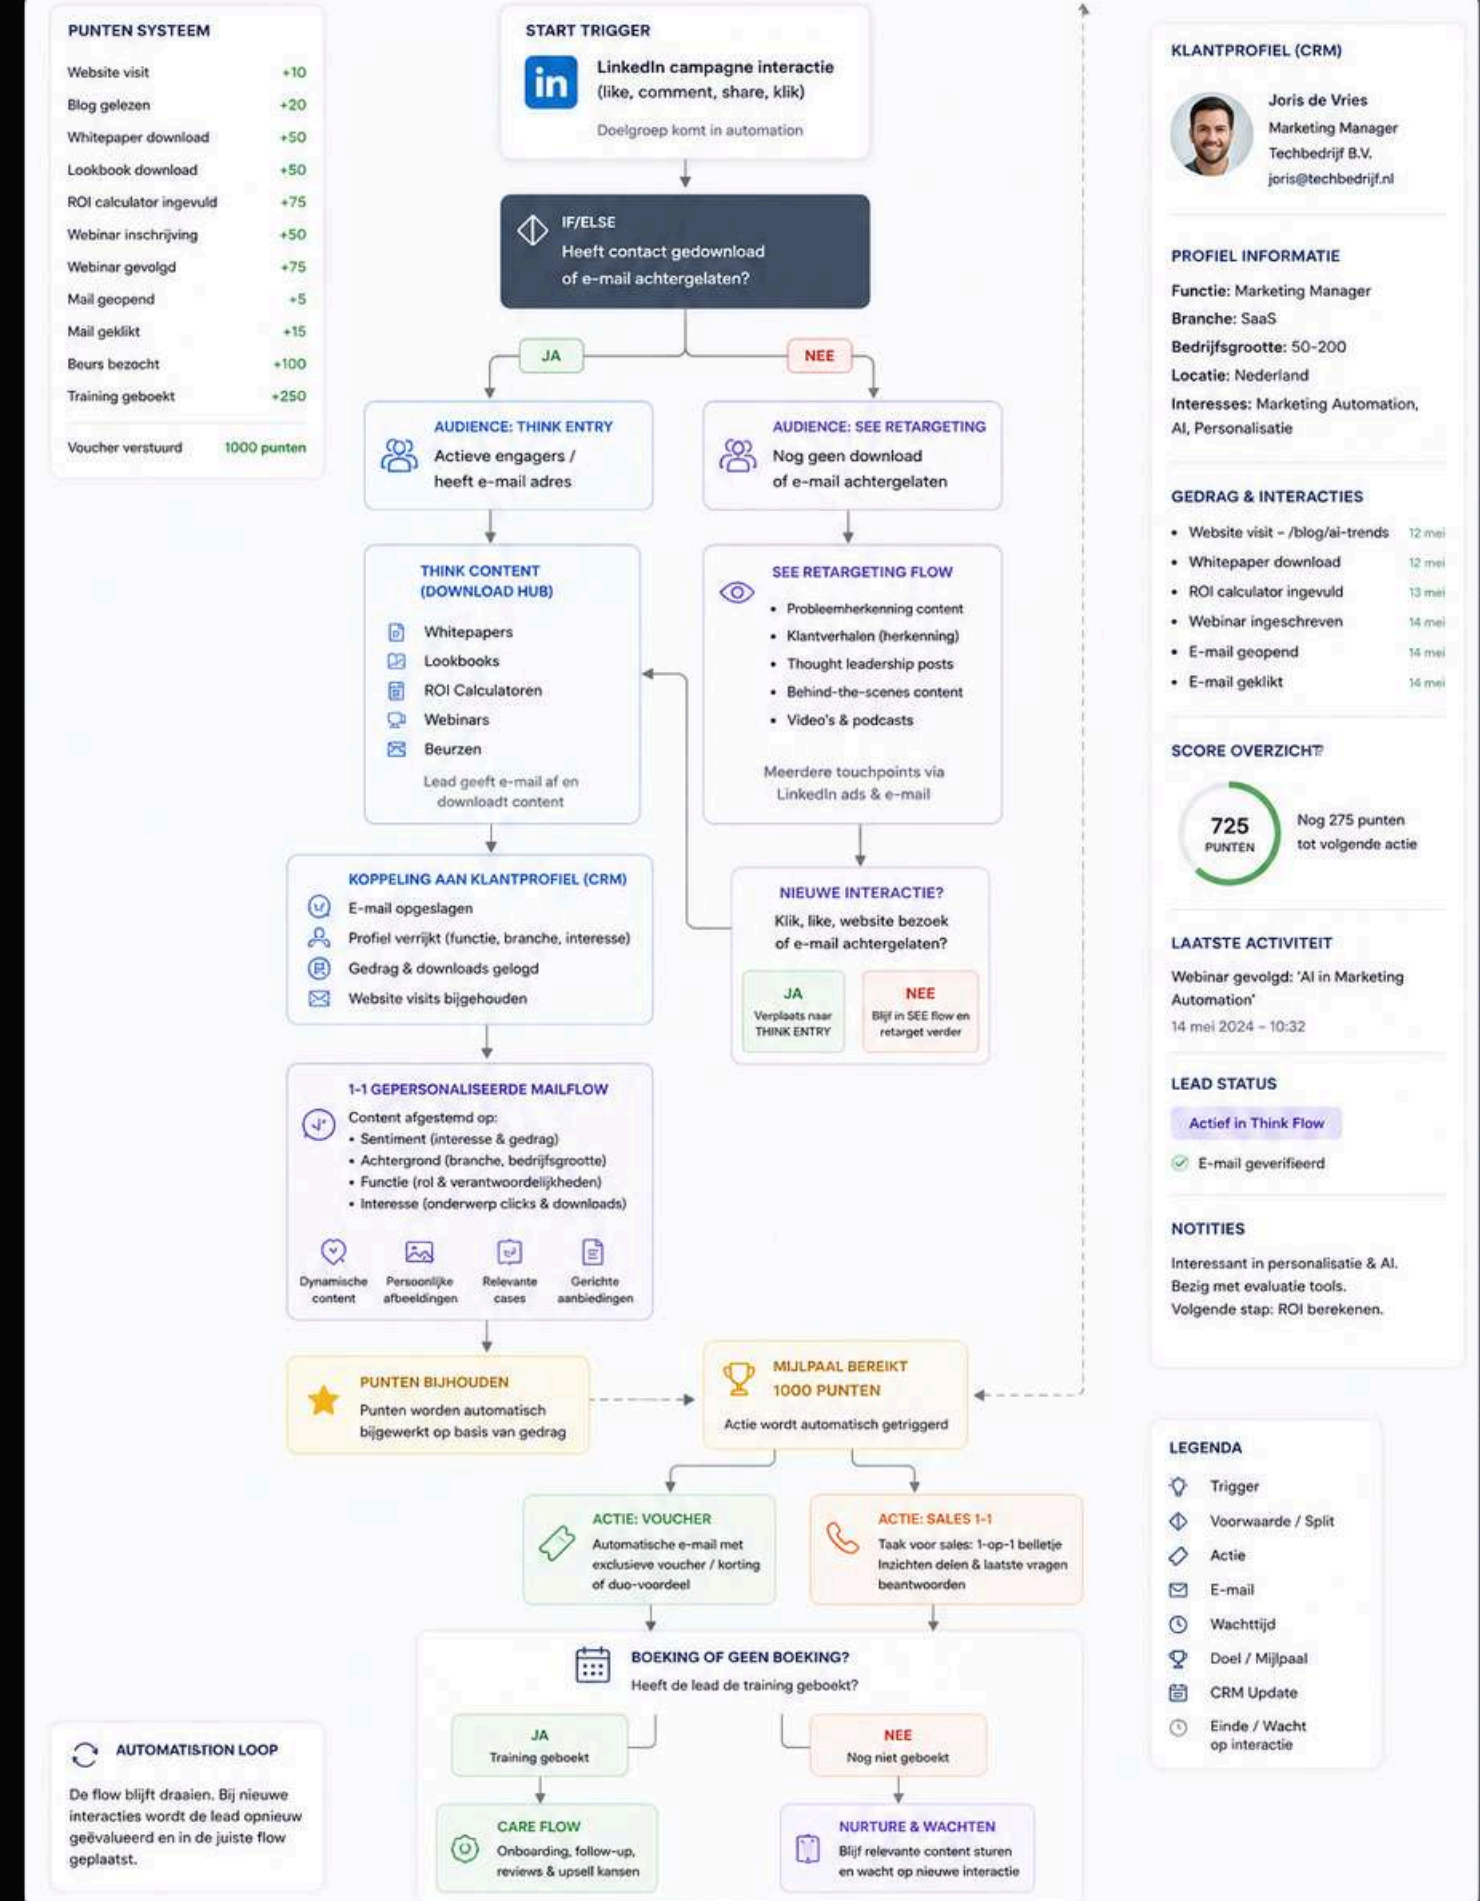 PUNTEN SYSTEEM
Website visit +10
Blog gelezen +20
Whitepaper download +50
Lookbook download +50
ROI calculator ingevuld +75
Webinar inschrijving +50
Webinar gevolgd +75
Mail geopend +5
Mail geklikt +15
Beurs bezocht +100
Training geboekt +250
Voucher verstuurd 1000 punten
START TRIGGER
in
LinkedIn campagne interactie
(like, comment, share, klik)
Doelgroep komt in automation
IF/ELSE
Heeft contact gedownload
of e-mail achtergelaten?
JA
NEE
AUDIENCE: THINK ENTRY
Actieve engagers /
heeft e-mail adres
AUDIENCE: SEE RETARGETING
Nog geen download
of e-mail achtergelaten
THINK CONTENT
(DOWNLOAD HUB)
Whitepapers
Lookbooks
ROI Calculatoren
Webinars
Beurzen
Lead geeft e-mail af en
downloadt content
SEE RETARGETING FLOW
• Probleemherkenning content
• Klantverhalen (herkenning)
• Thought leadership posts
• Behind-the-scenes content
• Video's & podcasts
Meerdere touchpoints via
LinkedIn ads & e-mail
KOPPELING AAN KLANTPROFIEL (CRM)
E-mail opgeslagen
Profiel verrijkt (functie, branche, interesse)
Gedrag & downloads gelogd
Website visits bijgehouden
NIEUWE INTERACTIE?
Klik, like, website bezoek
of e-mail achtergelaten?
JA
Verplaats naar
THINK ENTRY
NEE
Blijf in SEE flow en
retarget verder
1-1 GEPERSONALISEERDE MAILFLOW
Content afgestemd op:
• Sentiment (interesse & gedrag)
• Achtergrond (branche, bedrijfsgrootte)
• Functie (rol & verantwoordelijkheden)
• Interesse (onderwerp clicks & downloads)
Dynamische
content
Persoonlijke
afbeeldingen
Relevante
cases
Gerichte
aanbiedingen
PUNTEN BIJHOUDEN
Punten worden automatisch
bijgewerkt op basis van gedrag
MIJLPAAL BEREIKT
1000 PUNTEN
Actie wordt automatisch getriggerd
ACTIE: VOUCHER
Automatische e-mail met
exclusieve voucher / korting
of duo-voordeel
ACTIE: SALES 1-1
Taak voor sales: 1-op-1 belletje
Inzichten delen & laatste vragen
beantwoorden
BOEKING OF GEEN BOEKING?
Heeft de lead de training geboekt?
JA
Training geboekt
NEE
Nog niet geboekt
CARE FLOW
Onboarding, follow-up,
reviews & upsell kansen
NURTURE & WACHTEN
Blijf relevante content sturen
en wacht op nieuwe interactie
AUTOMATISTION LOOP
De flow blijft draaien. Bij nieuwe
interacties wordt de lead opnieuw
geëvalueerd en in de juiste flow
geplaatst.
KLANTPROFIEL (CRM)
Joris de Vries
Marketing Manager
Techbedrijf B.V.
joris@techbedrijf.nl
PROFIEL INFORMATIE
Functie: Marketing Manager
Branche: SaaS
Bedrijfsgrootte: 50-200
Locatie: Nederland
Interesses: Marketing Automation,
AI, Personalisatie
GEDRAG & INTERACTIES
• Website visit – /blog/ai-trends 12 mei
• Whitepaper download 12 mei
• ROI calculator ingevuld 13 mei
• Webinar ingeschreven 14 mei
• E-mail geopend 14 mei
• E-mail geklikt 14 mei
SCORE OVERZICHT?
725
PUNTEN
Nog 275 punten
tot volgende actie
LAATSTE ACTIVITEIT
Webinar gevolgd: 'AI in Marketing
Automation'
14 mei 2024 – 10:32
LEAD STATUS
Actief in Think Flow
E-mail geverifieerd
NOTITIES
Interessant in personalisatie & AI.
Bezig met evaluatie tools.
Volgende stap: ROI berekenen.
LEGENDA
Trigger
Voorwaarde / Split
Actie
E-mail
Wachttijd
Doel / Mijlpaal
CRM Update
Einde / Wacht
op interactie